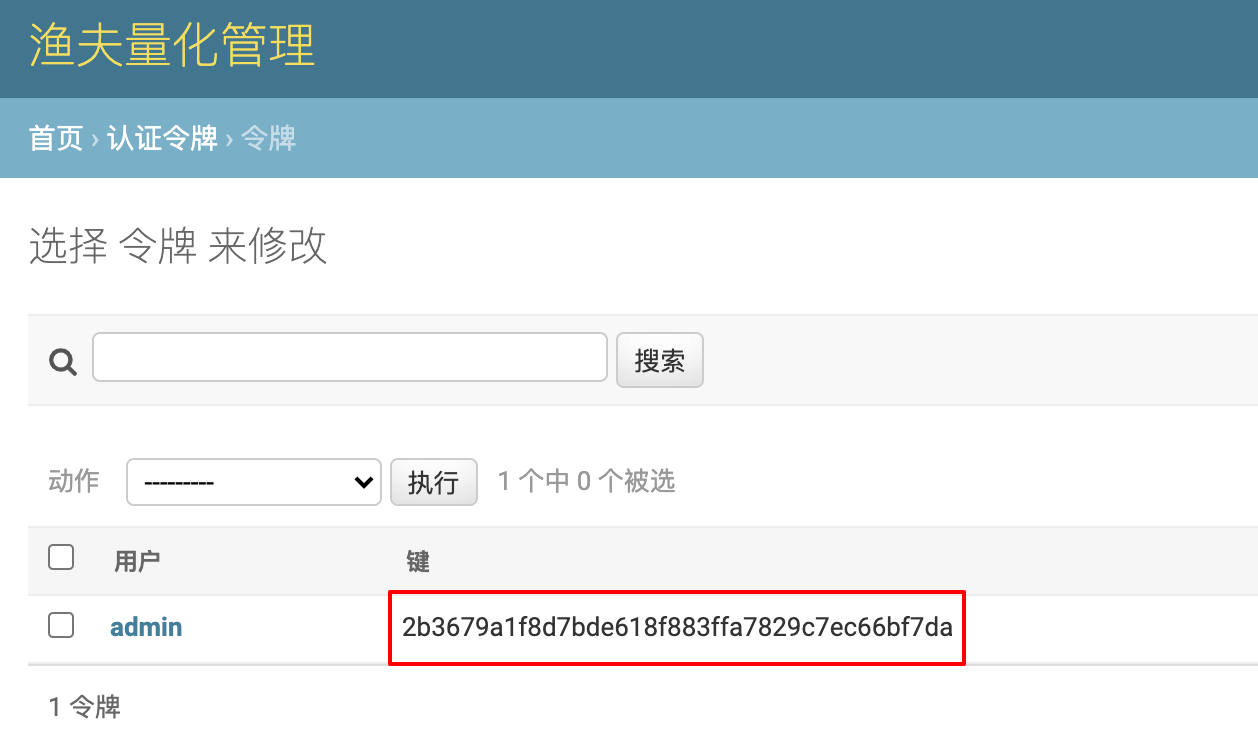 渔夫量化管理
首页 › 认证令牌 › 令牌
选择 令牌 来修改
搜索
动作 --------- 执行 1 个中 0 个被选
用户 键
admin 2b3679a1f8d7bde618f883ffa7829c7ec66bf7da
1 令牌